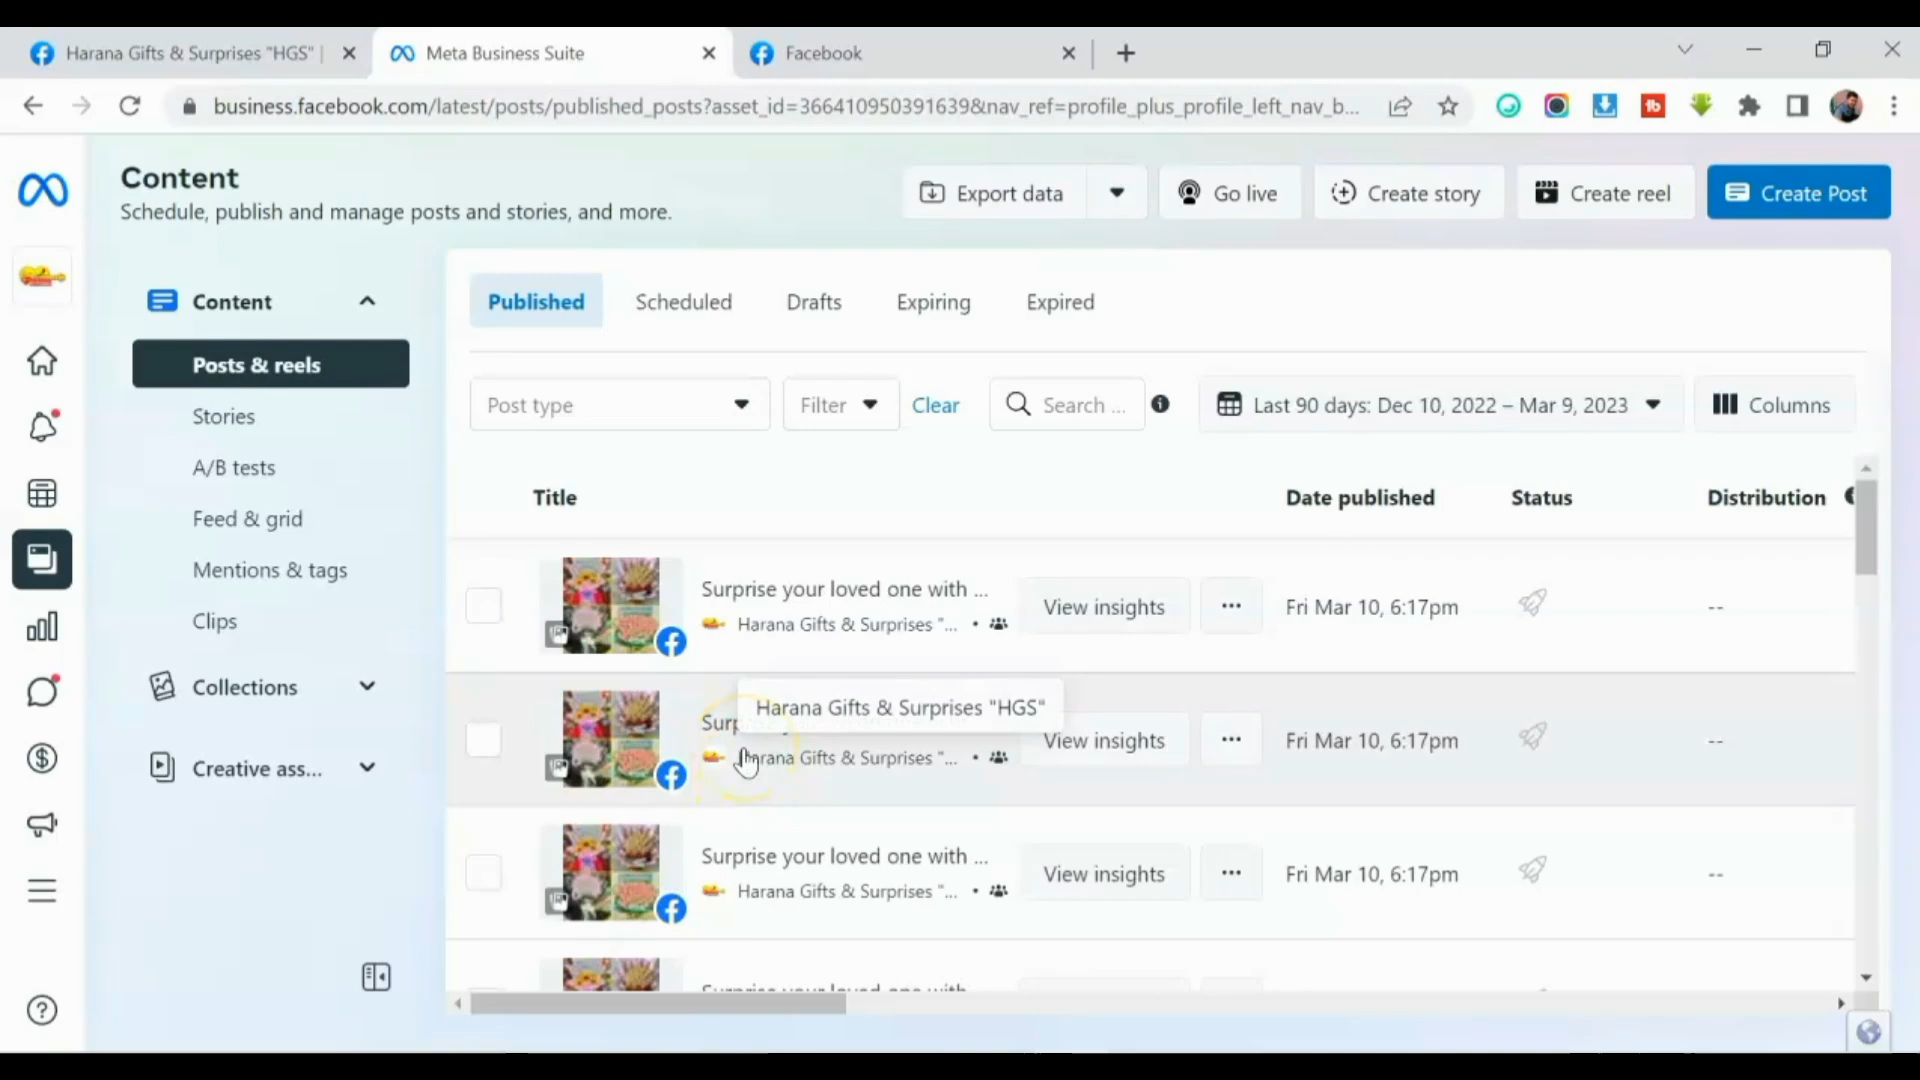 Harana Gifts & Surprises "HGS" |
Meta Business Suite
Facebook
business.facebook.com/latest/posts/published_posts?asset_id=366410950391639&nav_ref=profile_plus_profile_left_nav_b...
Content
Schedule, publish and manage posts and stories, and more.
Export data
Go live
Create story
Create reel
Create Post
Content
Posts & reels
Stories
A/B tests
Feed & grid
Mentions & tags
Clips
Collections
Creative ass...
Published
Scheduled
Drafts
Expiring
Expired
Post type
Filter
Clear
Search ...
Last 90 days: Dec 10, 2022 – Mar 9, 2023
Columns
Title
Date published
Status
Distribution
Surprise your loved one with ...
Harana Gifts & Surprises "...
View insights
Fri Mar 10, 6:17pm
--
Harana Gifts & Surprises "HGS"
Surp
Harana Gifts & Surprises "...
View insights
Fri Mar 10, 6:17pm
--
Surprise your loved one with ...
Harana Gifts & Surprises "...
View insights
Fri Mar 10, 6:17pm
--
Surprise your loved one with